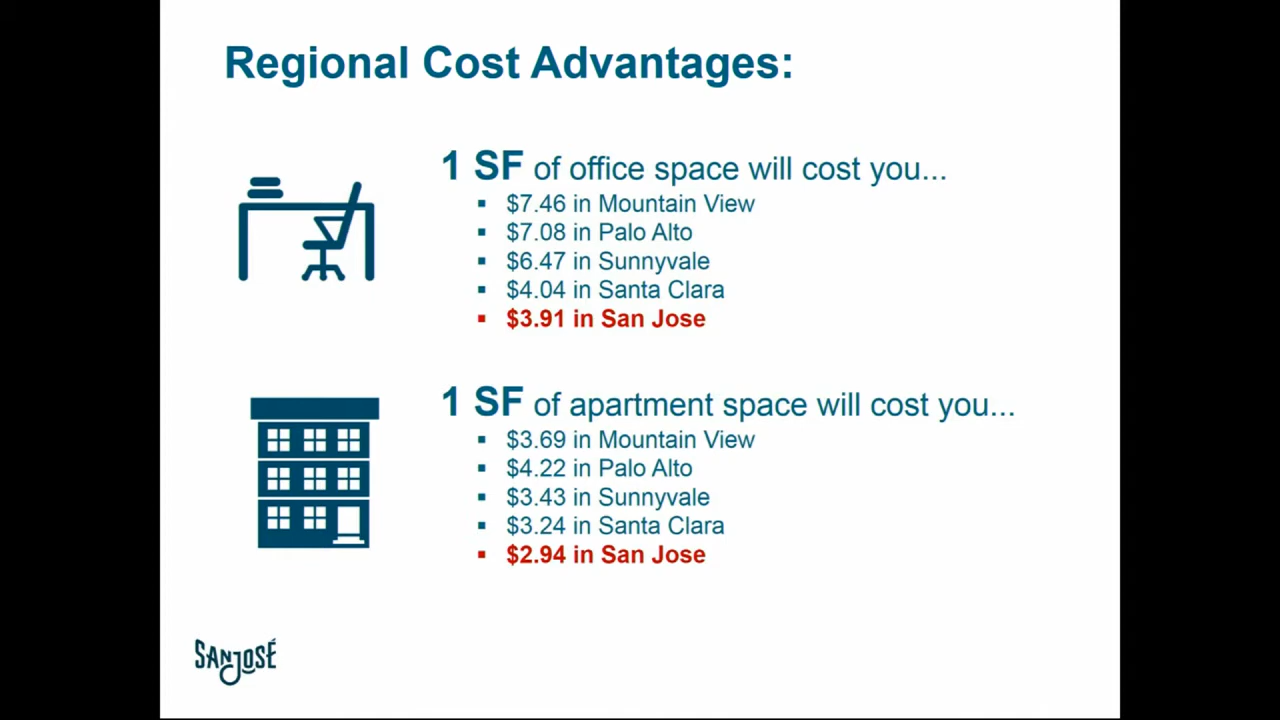 Regional Cost Advantages:
1 SF of office space will cost you...
▪ $7.46 in Mountain View
▪ $7.08 in Palo Alto
▪ $6.47 in Sunnyvale
▪ $4.04 in Santa Clara
▪ $3.91 in San Jose
1 SF of apartment space will cost you...
▪ $3.69 in Mountain View
▪ $4.22 in Palo Alto
▪ $3.43 in Sunnyvale
▪ $3.24 in Santa Clara
▪ $2.94 in San Jose
SAN JOSÉ